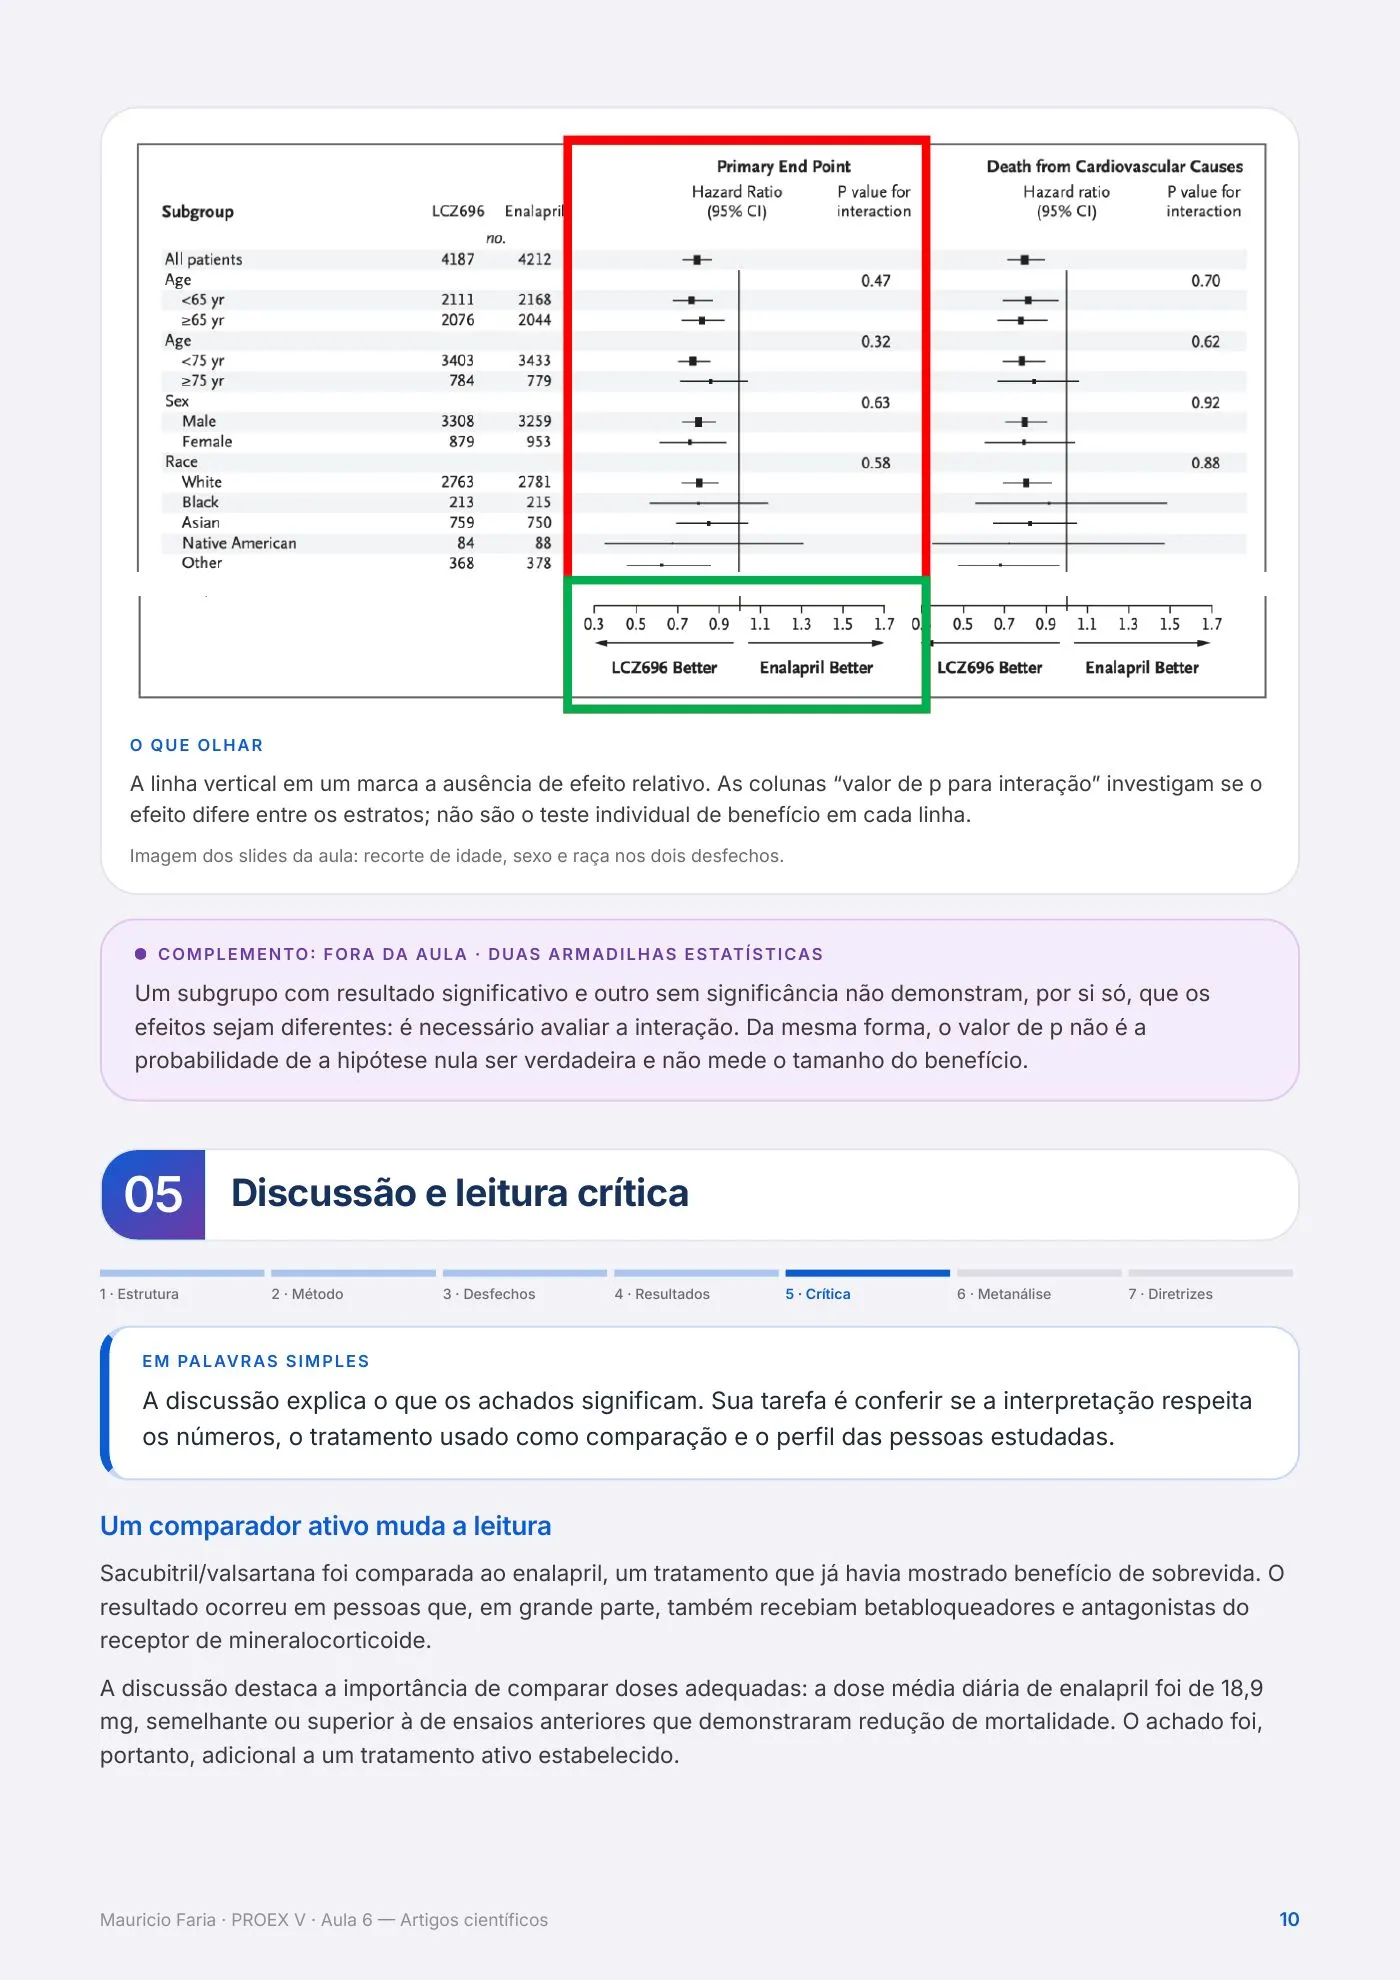 Primary End Point Death from Cardiovascular Causes
Hazard Ratio P value for Hazard ratio P value for
Subgroup LCZ696 Enalapril (95% CI) interaction (95% CI) interaction
no.
All patients 4187 4212
Age 0.47 0.70
<65 yr 2111 2168
≥65 yr 2076 2044
Age 0.32 0.62
<75 yr 3403 3433
≥75 yr 784 779
Sex 0.63 0.92
Male 3308 3259
Female 879 953
Race 0.58 0.88
White 2763 2781
Black 213 215
Asian 759 750
Native American 84 88
Other 368 378
0.3 0.5 0.7 0.9 1.1 1.3 1.5 1.7 0.5 0.7 0.9 1.1 1.3 1.5 1.7
LCZ696 Better Enalapril Better LCZ696 Better Enalapril Better
O QUE OLHAR
A linha vertical em um marca a ausência de efeito relativo. As colunas “valor de p para interação” investigam se o
efeito difere entre os estratos; não são o teste individual de benefício em cada linha.
Imagem dos slides da aula: recorte de idade, sexo e raça nos dois desfechos.
COMPLEMENTO: FORA DA AULA · DUAS ARMADILHAS ESTATÍSTICAS
Um subgrupo com resultado significativo e outro sem significância não demonstram, por si só, que os
efeitos sejam diferentes: é necessário avaliar a interação. Da mesma forma, o valor de p não é a
probabilidade de a hipótese nula ser verdadeira e não mede o tamanho do benefício.
05 Discussão e leitura crítica
1 · Estrutura 2 · Método 3 · Desfechos 4 · Resultados 5 · Crítica 6 · Metanálise 7 · Diretrizes
EM PALAVRAS SIMPLES
A discussão explica o que os achados significam. Sua tarefa é conferir se a interpretação respeita
os números, o tratamento usado como comparação e o perfil das pessoas estudadas.
Um comparador ativo muda a leitura
Sacubitril/valsartana foi comparada ao enalapril, um tratamento que já havia mostrado benefício de sobrevida. O
resultado ocorreu em pessoas que, em grande parte, também recebiam betabloqueadores e antagonistas do
receptor de mineralocorticoide.
A discussão destaca a importância de comparar doses adequadas: a dose média diária de enalapril foi de 18,9
mg, semelhante ou superior à de ensaios anteriores que demonstraram redução de mortalidade. O achado foi,
portanto, adicional a um tratamento ativo estabelecido.
Mauricio Faria · PROEX V · Aula 6 — Artigos científicos 10